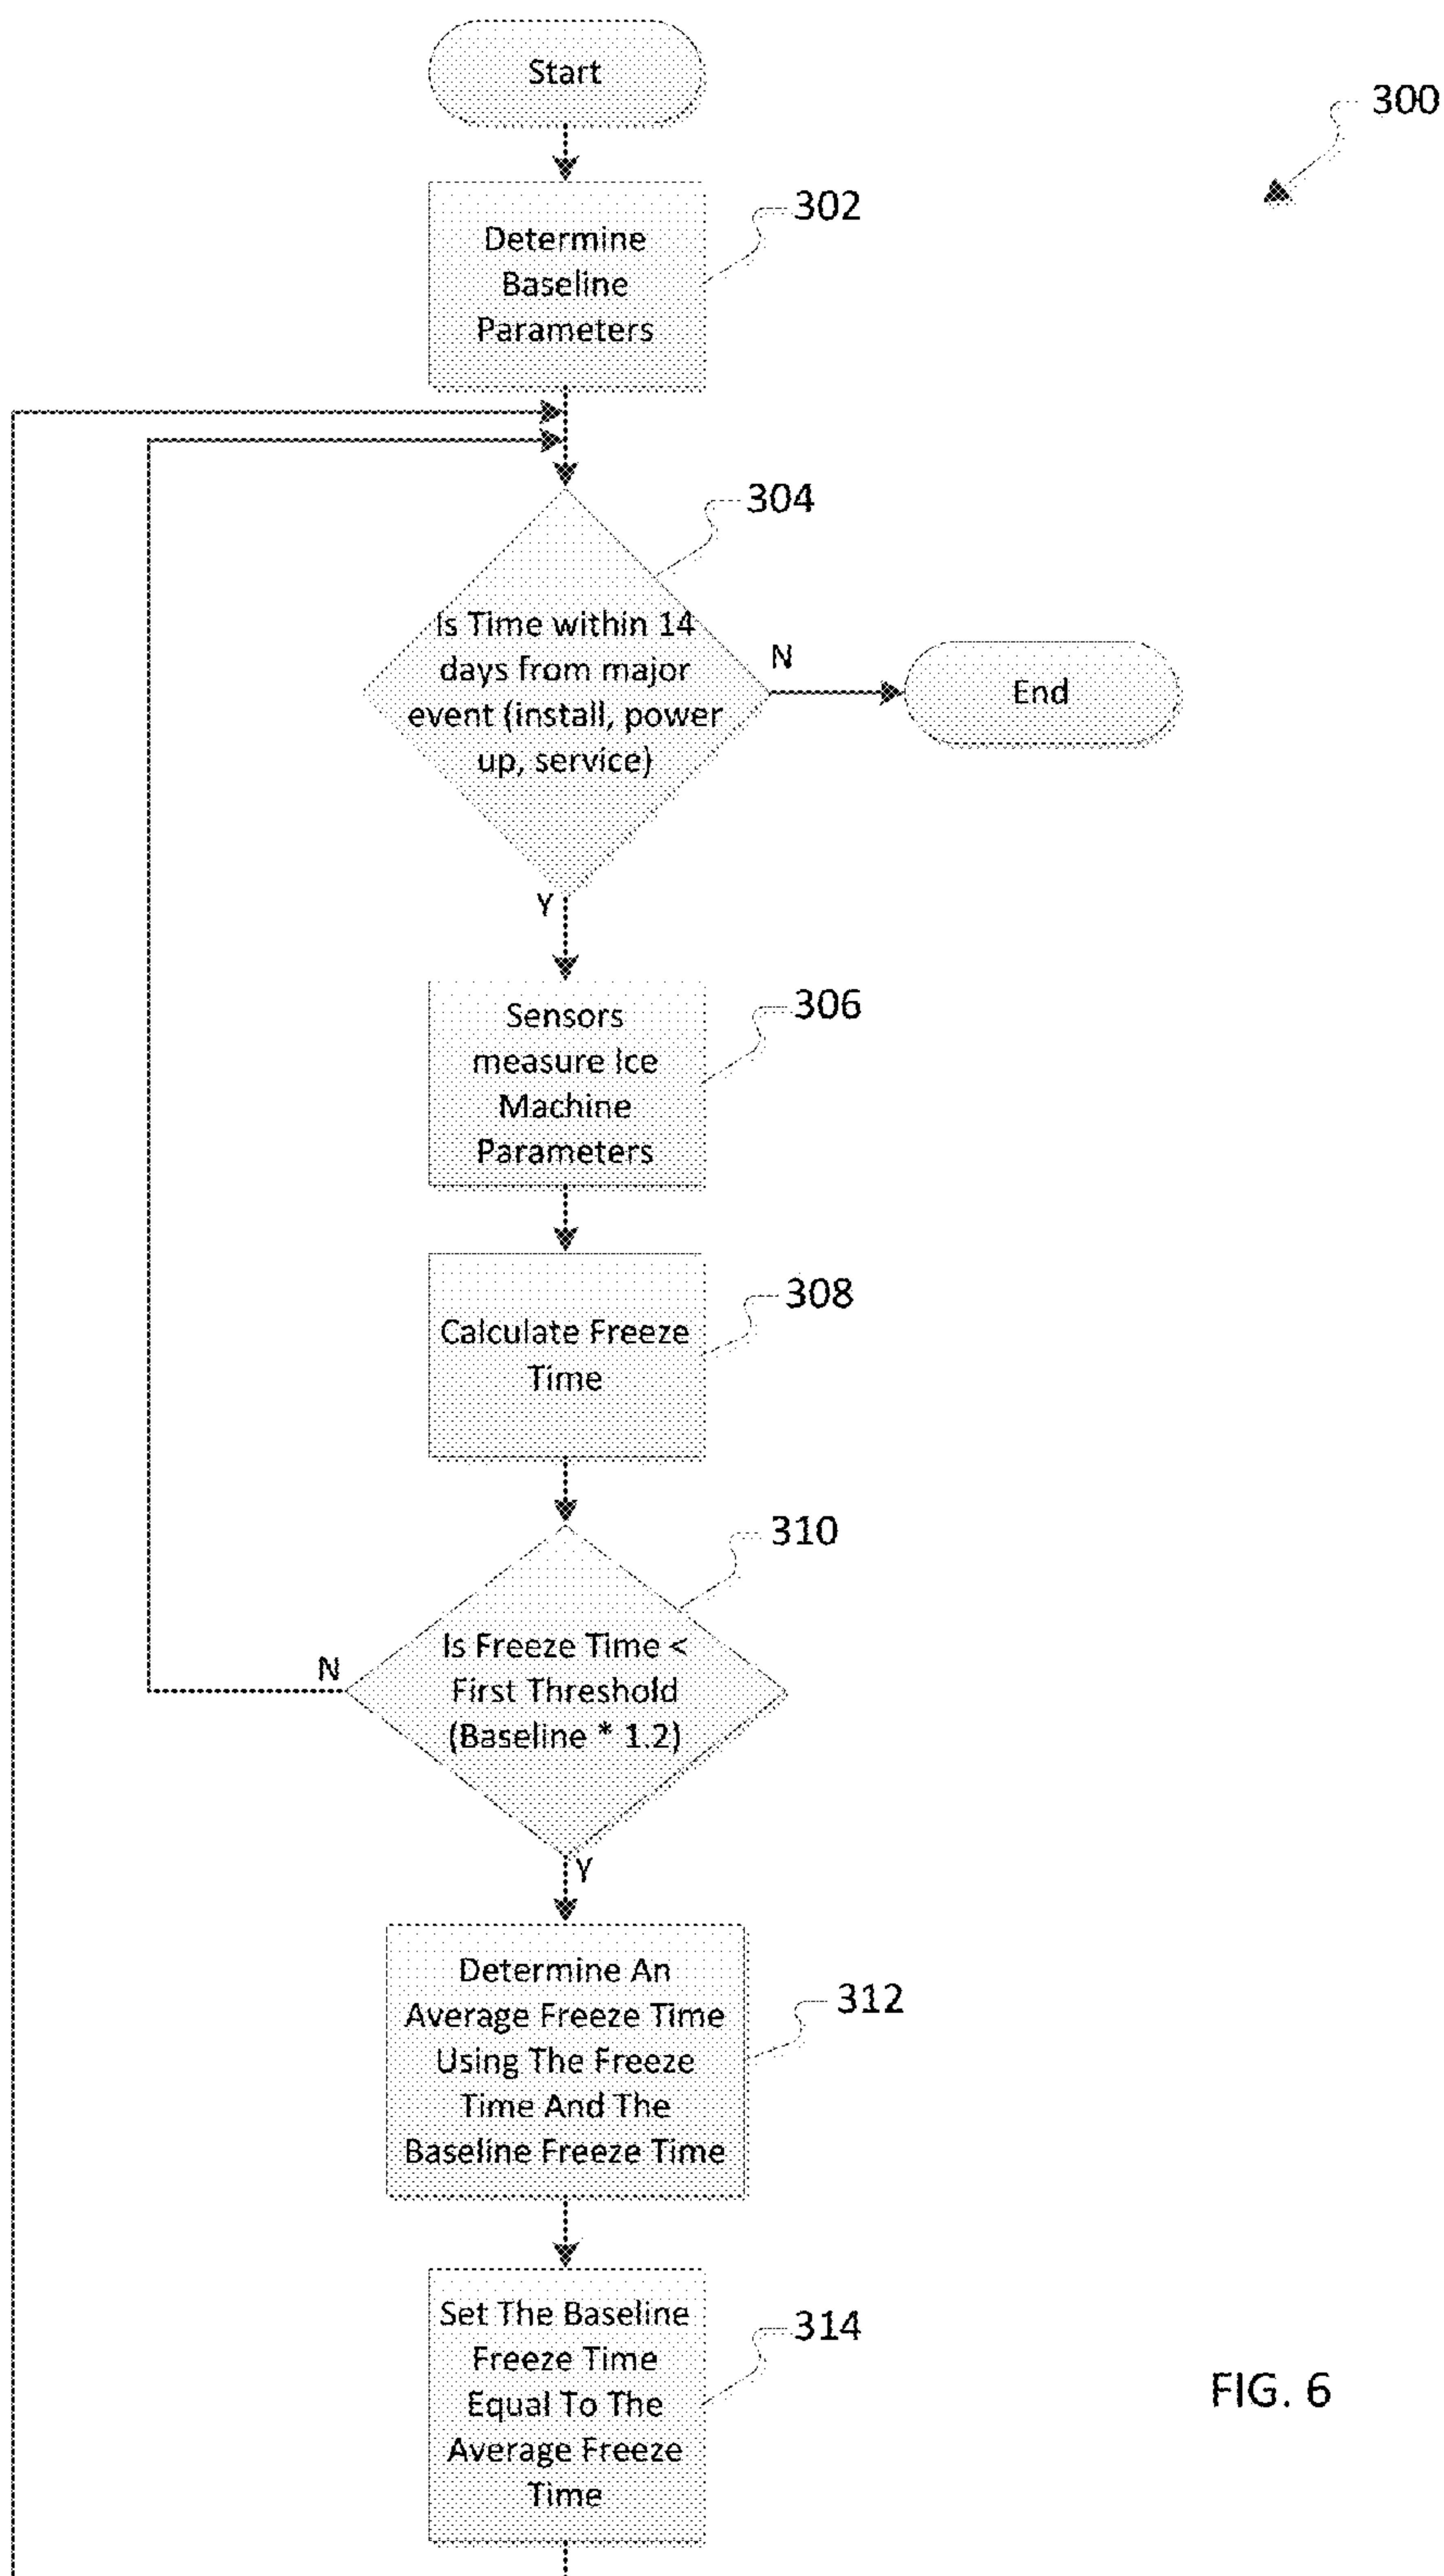 Start
300
302
Determine
Baseline
Parameters
304
Is Time within 14
days from major
event (install, power
up, service)
N
End
Y
306
Sensors
measure Ice
Machine
Parameters
308
Calculate Freeze
Time
310
Is Freeze Time <
First Threshold
(Baseline * 1.2)
N
Y
Determine An
Average Freeze Time
Using The Freeze
Time And The
Baseline Freeze Time
312
Set The Baseline
Freeze Time
Equal To The
Average Freeze
Time
314
FIG. 6